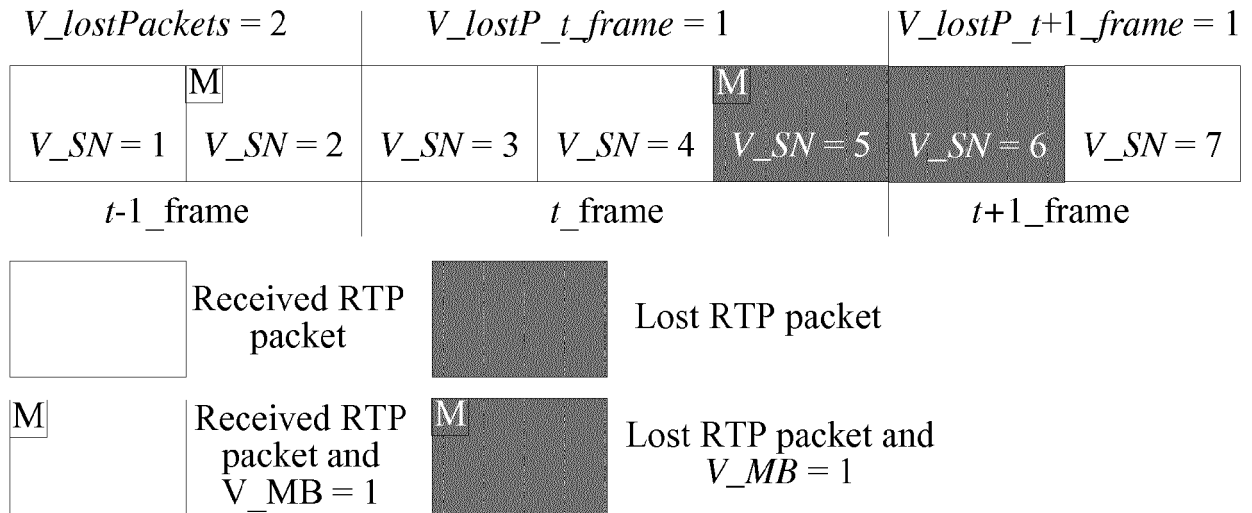 V_lostPackets = 2 V_lostP_t_frame = 1 V_lostP_t+1_frame = 1
M M
V_SN = 1 V_SN = 2 V_SN = 3 V_SN = 4 V_SN = 5 V_SN = 6 V_SN = 7
t-1_frame t_frame t+1_frame
Received RTP
packet
Lost RTP packet
M
Received RTP
packet and
V_MB = 1
M
Lost RTP packet and
V_MB = 1